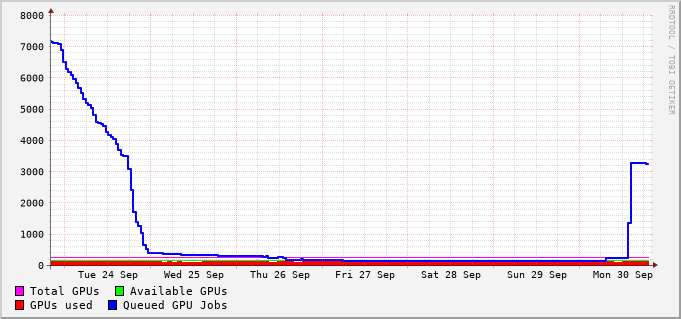 8000
7000
6000
5000
4000
3000
2000
1000
0
Tue 24 Sep Wed 25 Sep Thu 26 Sep Fri 27 Sep Sat 28 Sep Sun 29 Sep Mon 30 Sep
Total GPUs Available GPUs
GPUs used Queued GPU Jobs
RRDTOOL / TOBI OETIKER